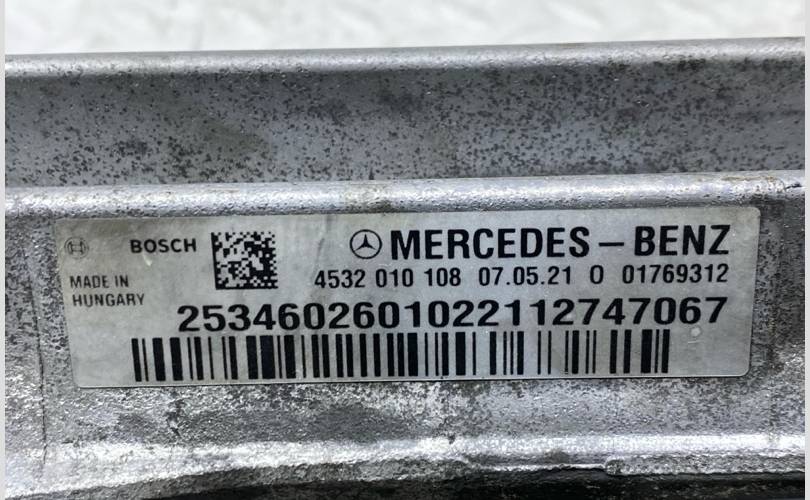 BOSCH MERCEDES – BENZ
MADE IN
HUNGARY
4532 010 108 07.05.21 0 01769312
2534602601022112747067